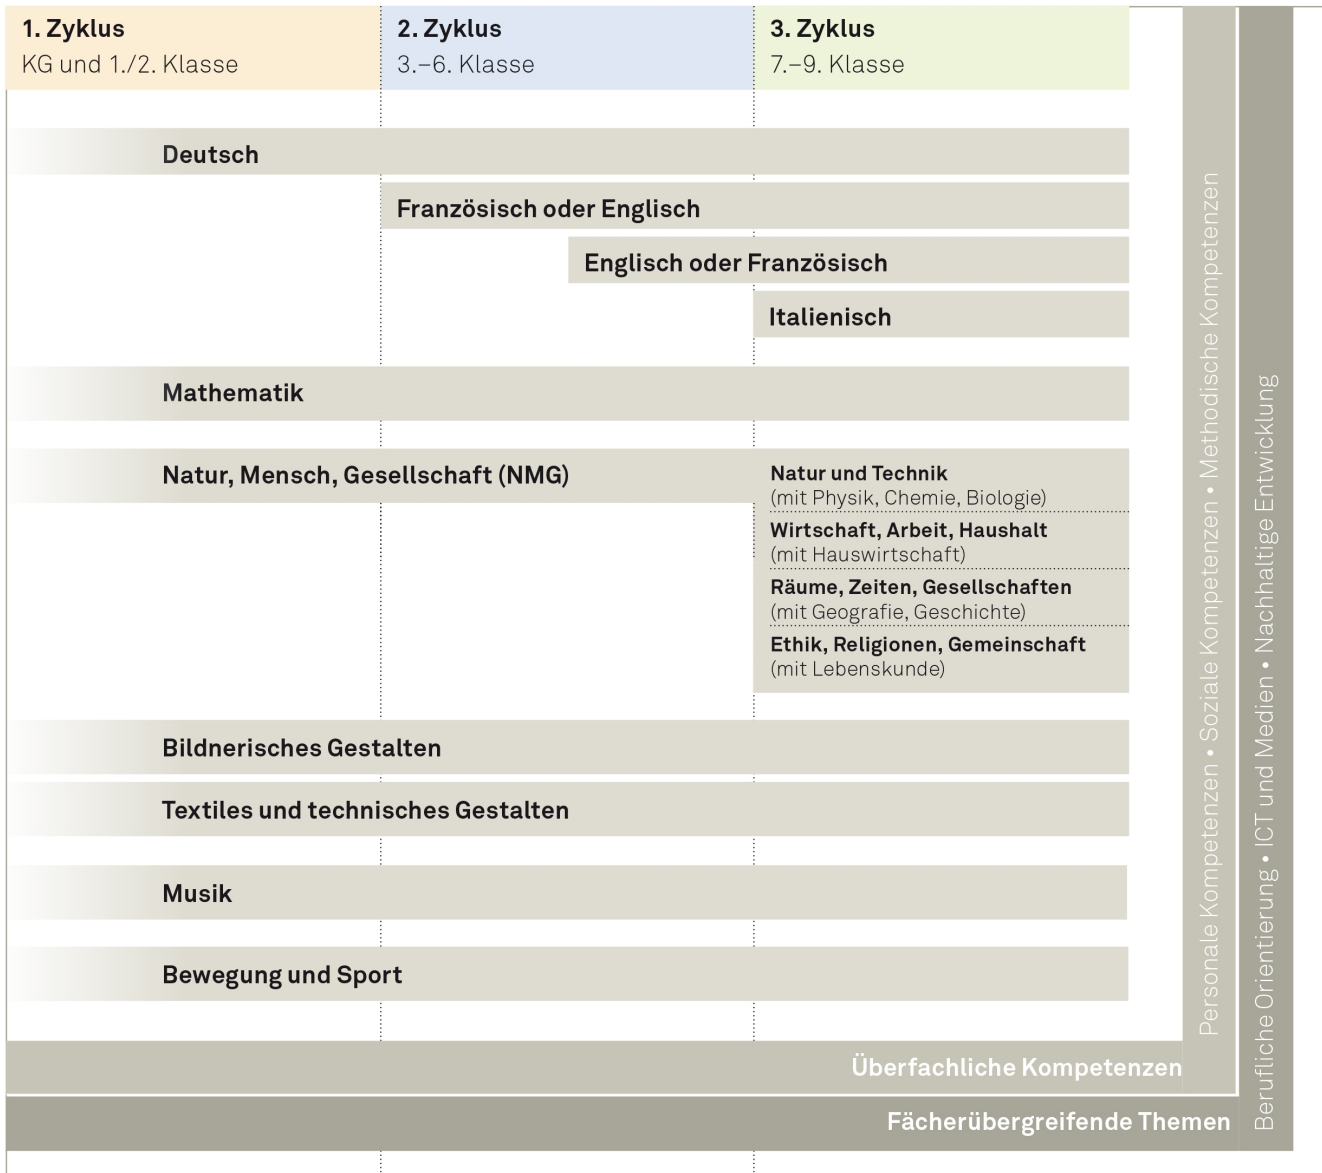 1. Zyklus
KG und 1./2. Klasse
2. Zyklus
3.–6. Klasse
3. Zyklus
7.–9. Klasse
Deutsch
Französisch oder Englisch
Englisch oder Französisch
Italienisch
Mathematik
Natur, Mensch, Gesellschaft (NMG)
Natur und Technik
(mit Physik, Chemie, Biologie)
Wirtschaft, Arbeit, Haushalt
(mit Hauswirtschaft)
Räume, Zeiten, Gesellschaften
(mit Geografie, Geschichte)
Ethik, Religionen, Gemeinschaft
(mit Lebenskunde)
Bildnerisches Gestalten
Textiles und technisches Gestalten
Musik
Bewegung und Sport
Überfachliche Kompetenzen
Personale Kompetenzen • Soziale Kompetenzen • Methodische Kompetenzen
Fächerübergreifende Themen
Berufliche Orientierung • ICT und Medien • Nachhaltige Entwicklung